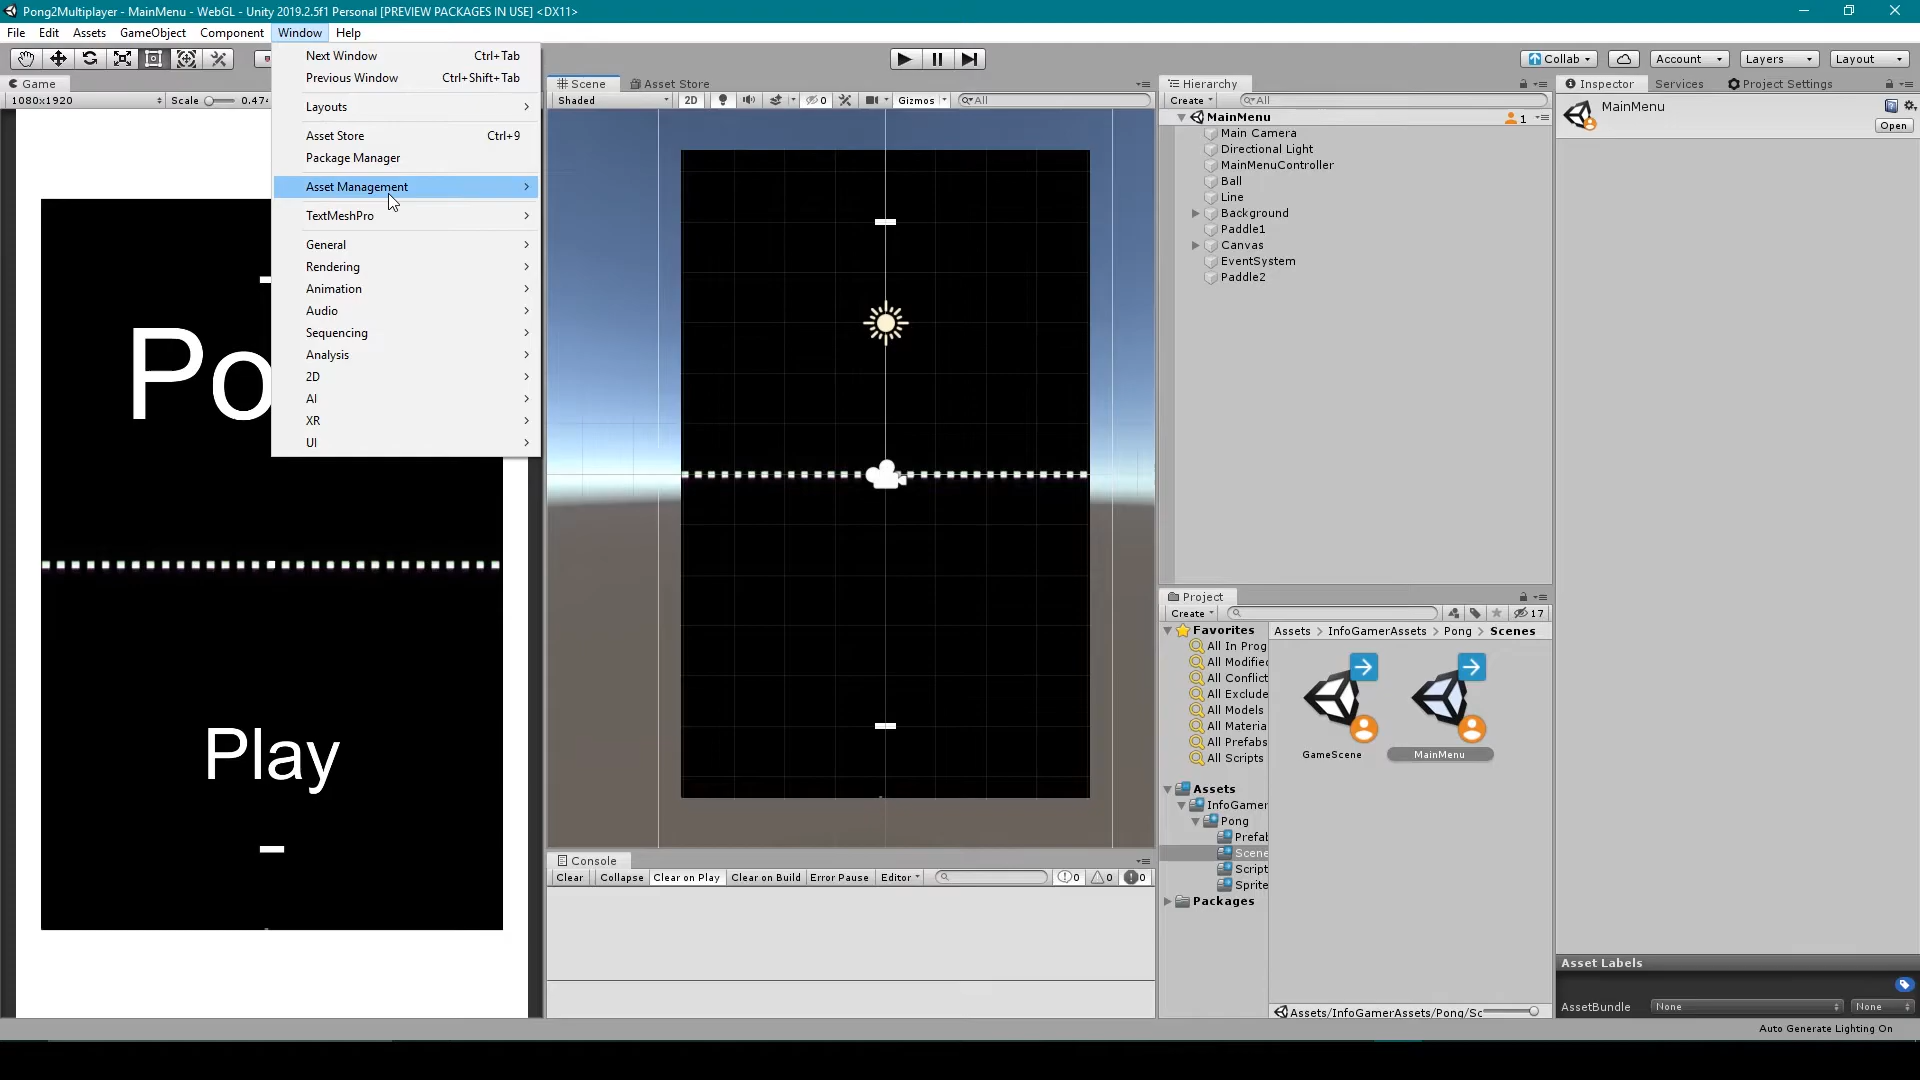 Pong2Multiplayer - MainMenu - WebGL - Unity 2019.2.5f1 Personal [PREVIEW PACKAGES IN USE] <DX11>
File Edit Assets GameObject Component Window Help
Collab Account Layers Layout
Game
1080x1920 Scale 0.47
Next Window Ctrl+Tab
Previous Window Ctrl+Shift+Tab
Layouts
Asset Store Ctrl+9
Package Manager
Asset Management
TextMeshPro
General
Rendering
Animation
Audio
Sequencing
Analysis
2D
AI
XR
UI
Po
Play
Scene Asset Store
Shaded 2D 0 Gizmos All
Console
Clear Collapse Clear on Play Clear on Build Error Pause Editor 0 0 0
Hierarchy
Create All
MainMenu 1
Main Camera
Directional Light
MainMenuController
Ball
Line
Background
Paddle1
Canvas
EventSystem
Paddle2
Project
Create 17
Favorites
All In Prog
All Modified
All Conflict
All Exclude
All Models
All Materia
All Prefabs
All Scripts
Assets
InfoGamer
Pong
Prefab
Scene
Script
Sprite
Packages
Assets > InfoGamerAssets > Pong > Scenes
GameScene MainMenu
Assets/InfoGamerAssets/Pong/Sc
Inspector Services Project Settings
MainMenu
Open
Asset Labels
AssetBundle None None
Auto Generate Lighting On